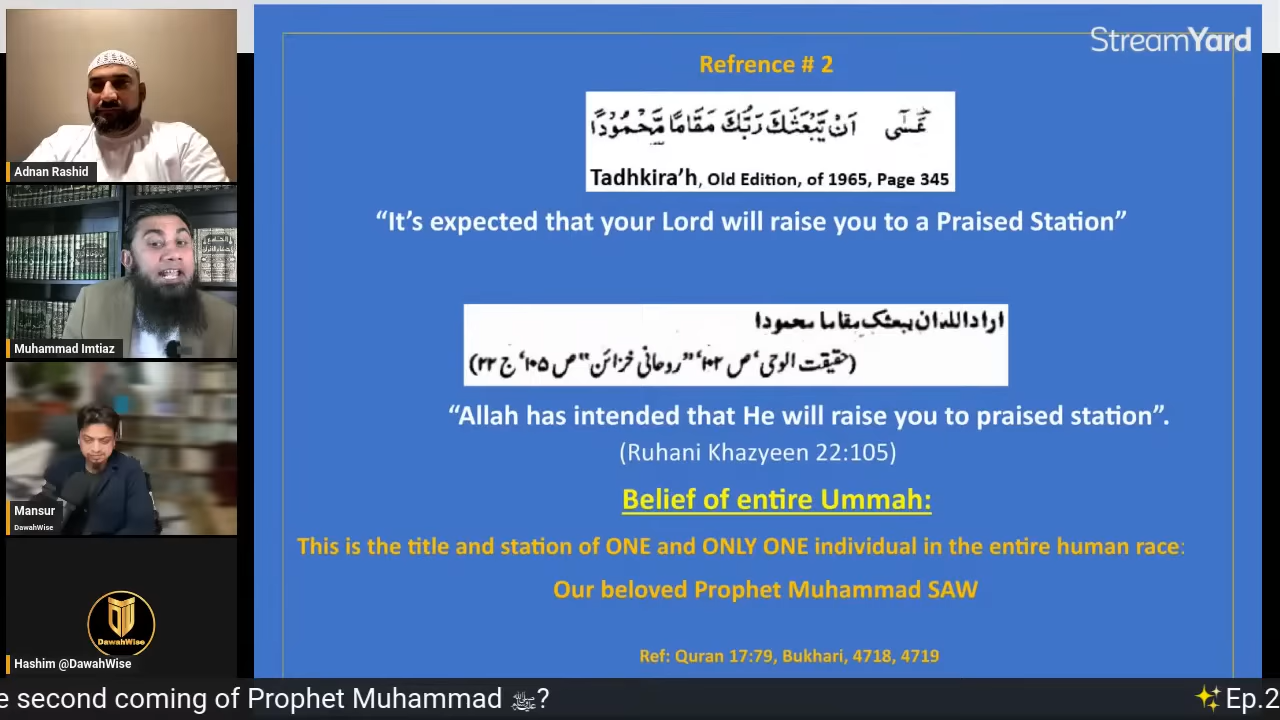 StreamYard
Refrence # 2
عَسٰٓى اَنْ يَّبْعَثَكَ رَبُّكَ مَقَامًا مَّحْمُوْدًا
Tadhkira’h, Old Edition, of 1965, Page 345
“It’s expected that your Lord will raise you to a Praised Station”
اراداللہ ان یبعثک مقاما محمودا
(حقیقت الوحی‘ ص ۱۰۲‘ ”روحانی خزائن“ ص ۱۰۵‘ ج ۲۲)
“Allah has intended that He will raise you to praised station”.
(Ruhani Khazyeen 22:105)
Belief of entire Ummah:
This is the title and station of ONE and ONLY ONE individual in the entire human race:
Our beloved Prophet Muhammad SAW
Ref: Quran 17:79, Bukhari, 4718, 4719
Adnan Rashid
Muhammad Imtiaz
Mansur
DawahWise
DawahWise
Hashim @DawahWise
e second coming of Prophet Muhammad ﷺ?
✨Ep.2